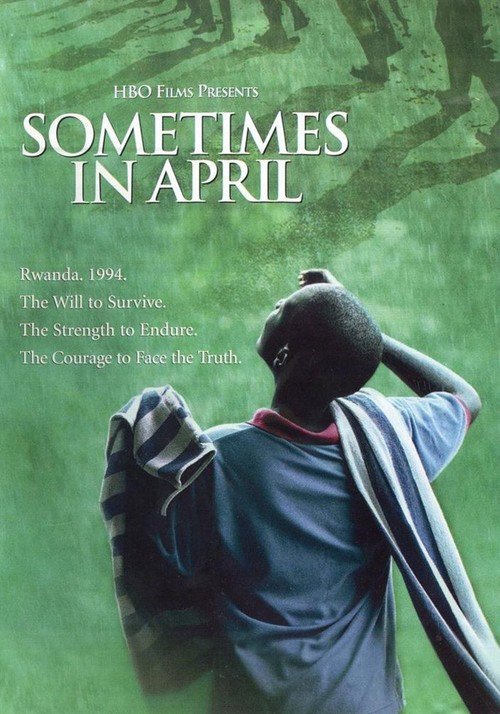 HBO FILMS PRESENTS
SOMETIMES
IN APRIL
Rwanda. 1994.
The Will to Survive.
The Strength to Endure.
The Courage to Face the Truth.